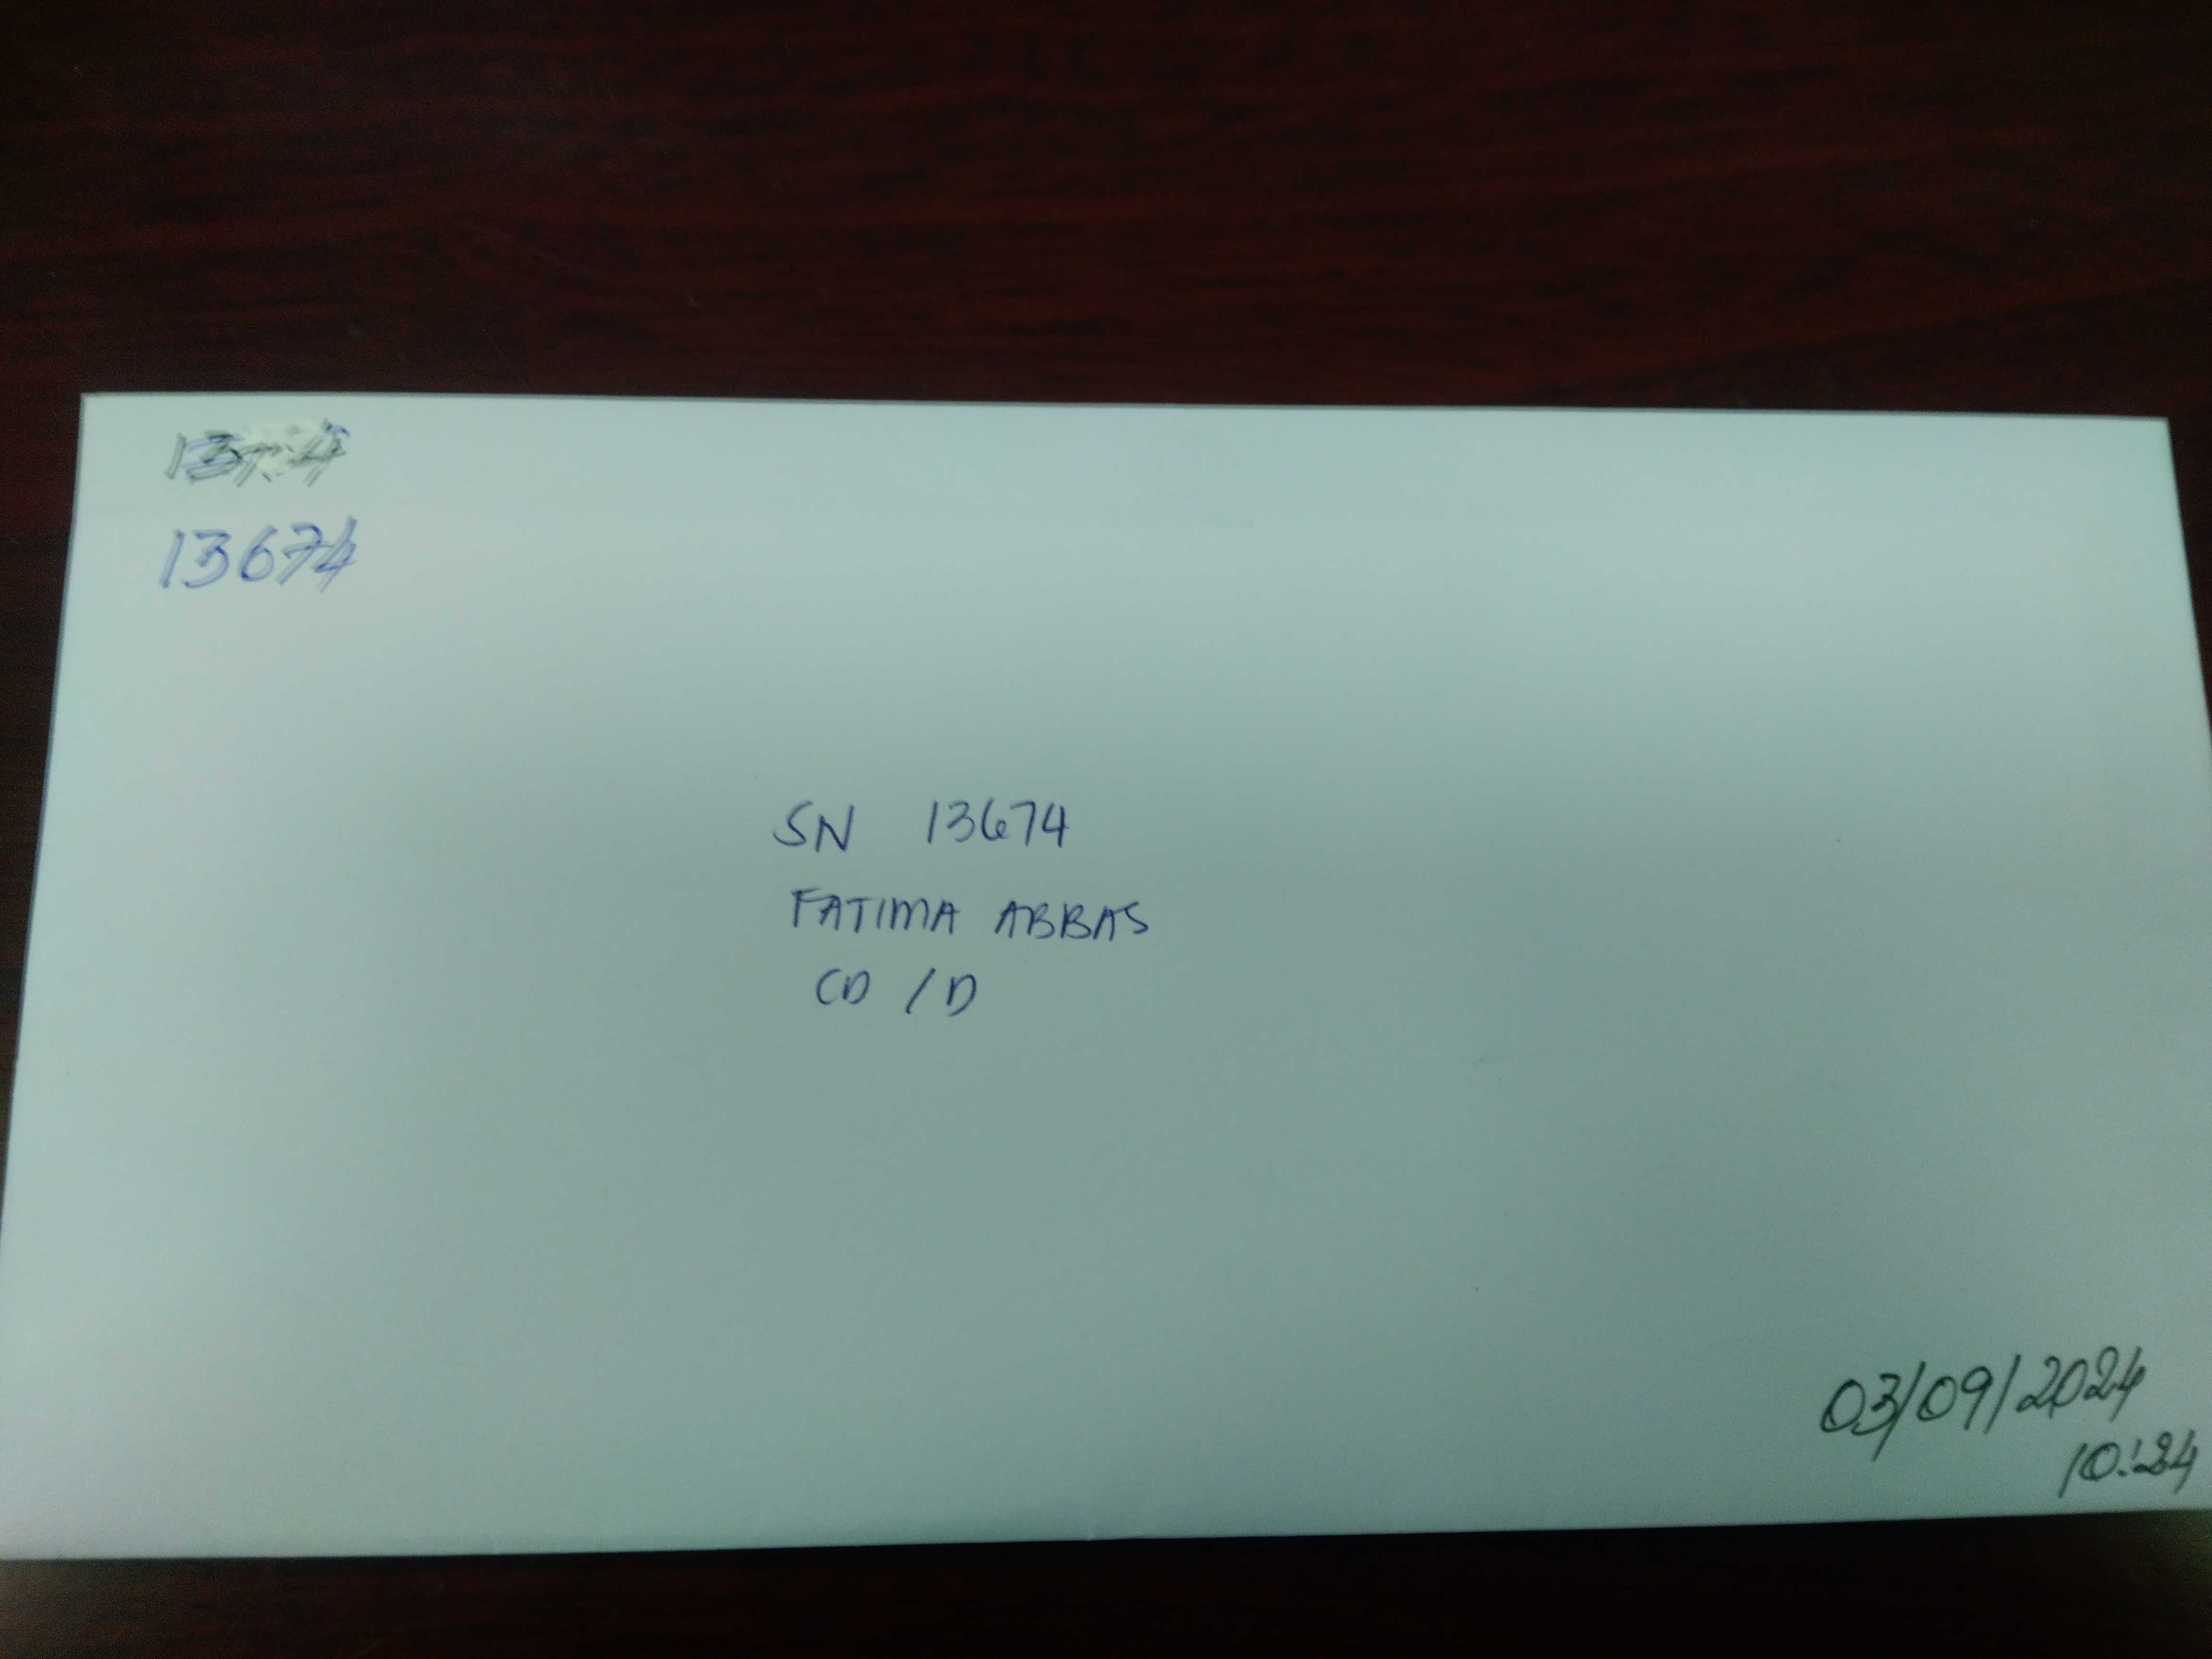 13674
SN 13674
FATIMA ABBAS
CD /D
03/09/2024
10:24